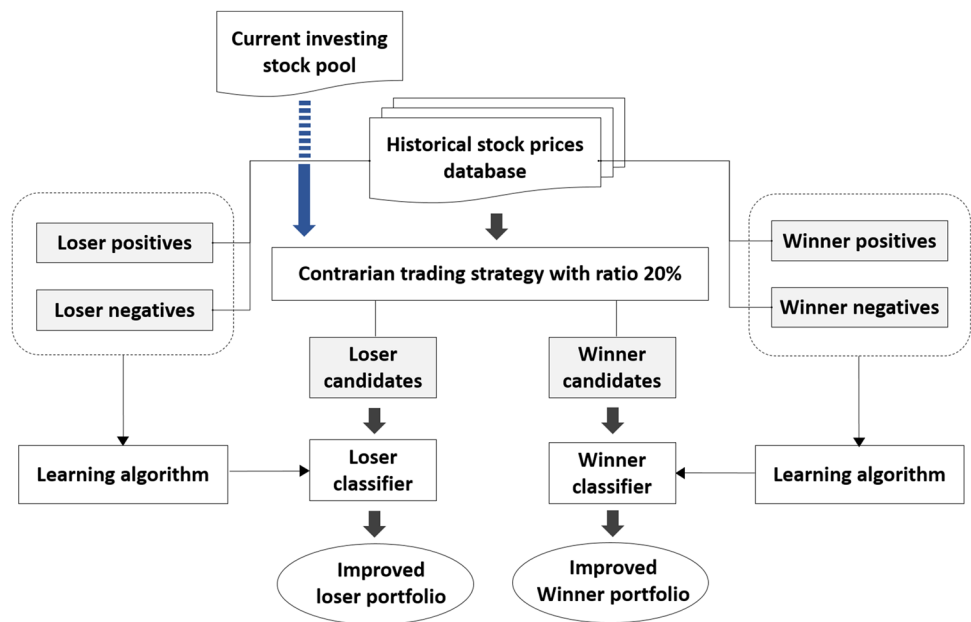 Current investing
stock pool
Historical stock prices
database
Loser positives
Winner positives
Contrarian trading strategy with ratio 20%
Loser negatives
Winner negatives
Loser
candidates
Winner
candidates
Learning algorithm
Loser
classifier
Winner
classifier
Learning algorithm
Improved
loser portfolio
Improved
Winner portfolio